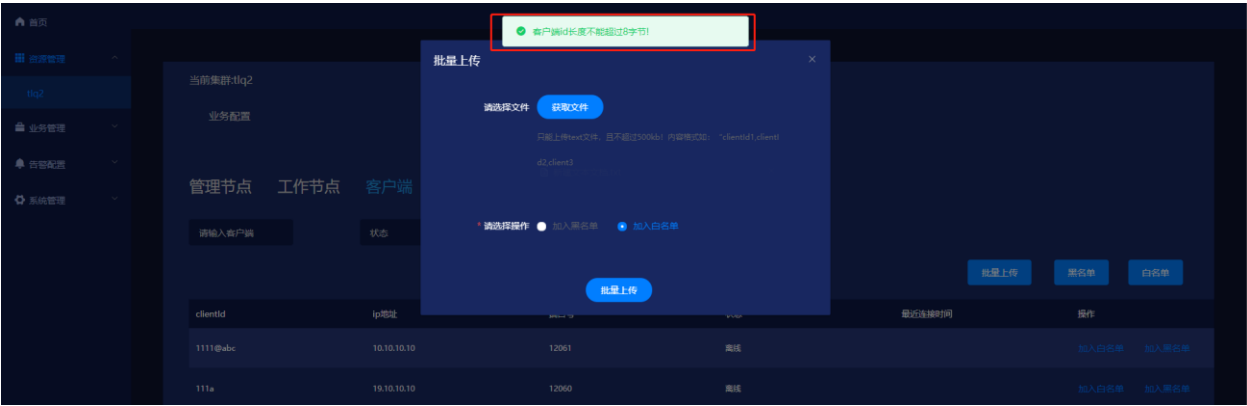 首页
客户端id长度不能超过8字节!
资源管理
批量上传
当前集群:tlq2
tlq2
请选择文件 获取文件
业务配置
业务管理
只能上传text文件，且不超过500kb! 内容格式如： "clientId1,clientI
d2,client3
告警配置
管理节点 工作节点 客户端
系统管理
* 请选择操作 加入黑名单 加入白名单
请输入客户端 状态
批量上传 黑名单 白名单
批量上传
clientId ip地址 状态 最近连接时间 操作
1111@abc 10.10.10.10 12061 离线 加入白名单 加入黑名单
111a 19.10.10.10 12060 离线 加入白名单 加入黑名单